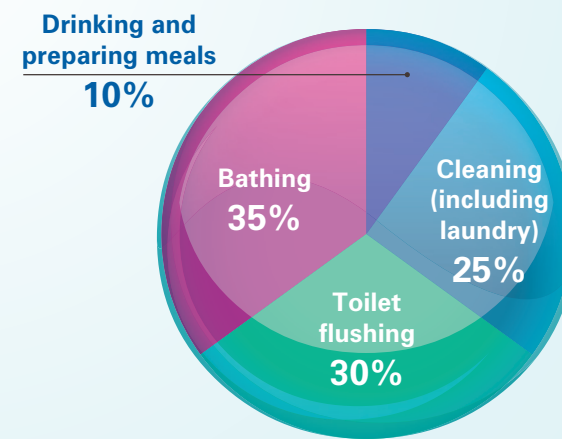 Drinking and
preparing meals
10%
Bathing
35%
Cleaning
(including
laundry)
25%
Toilet
flushing
30%